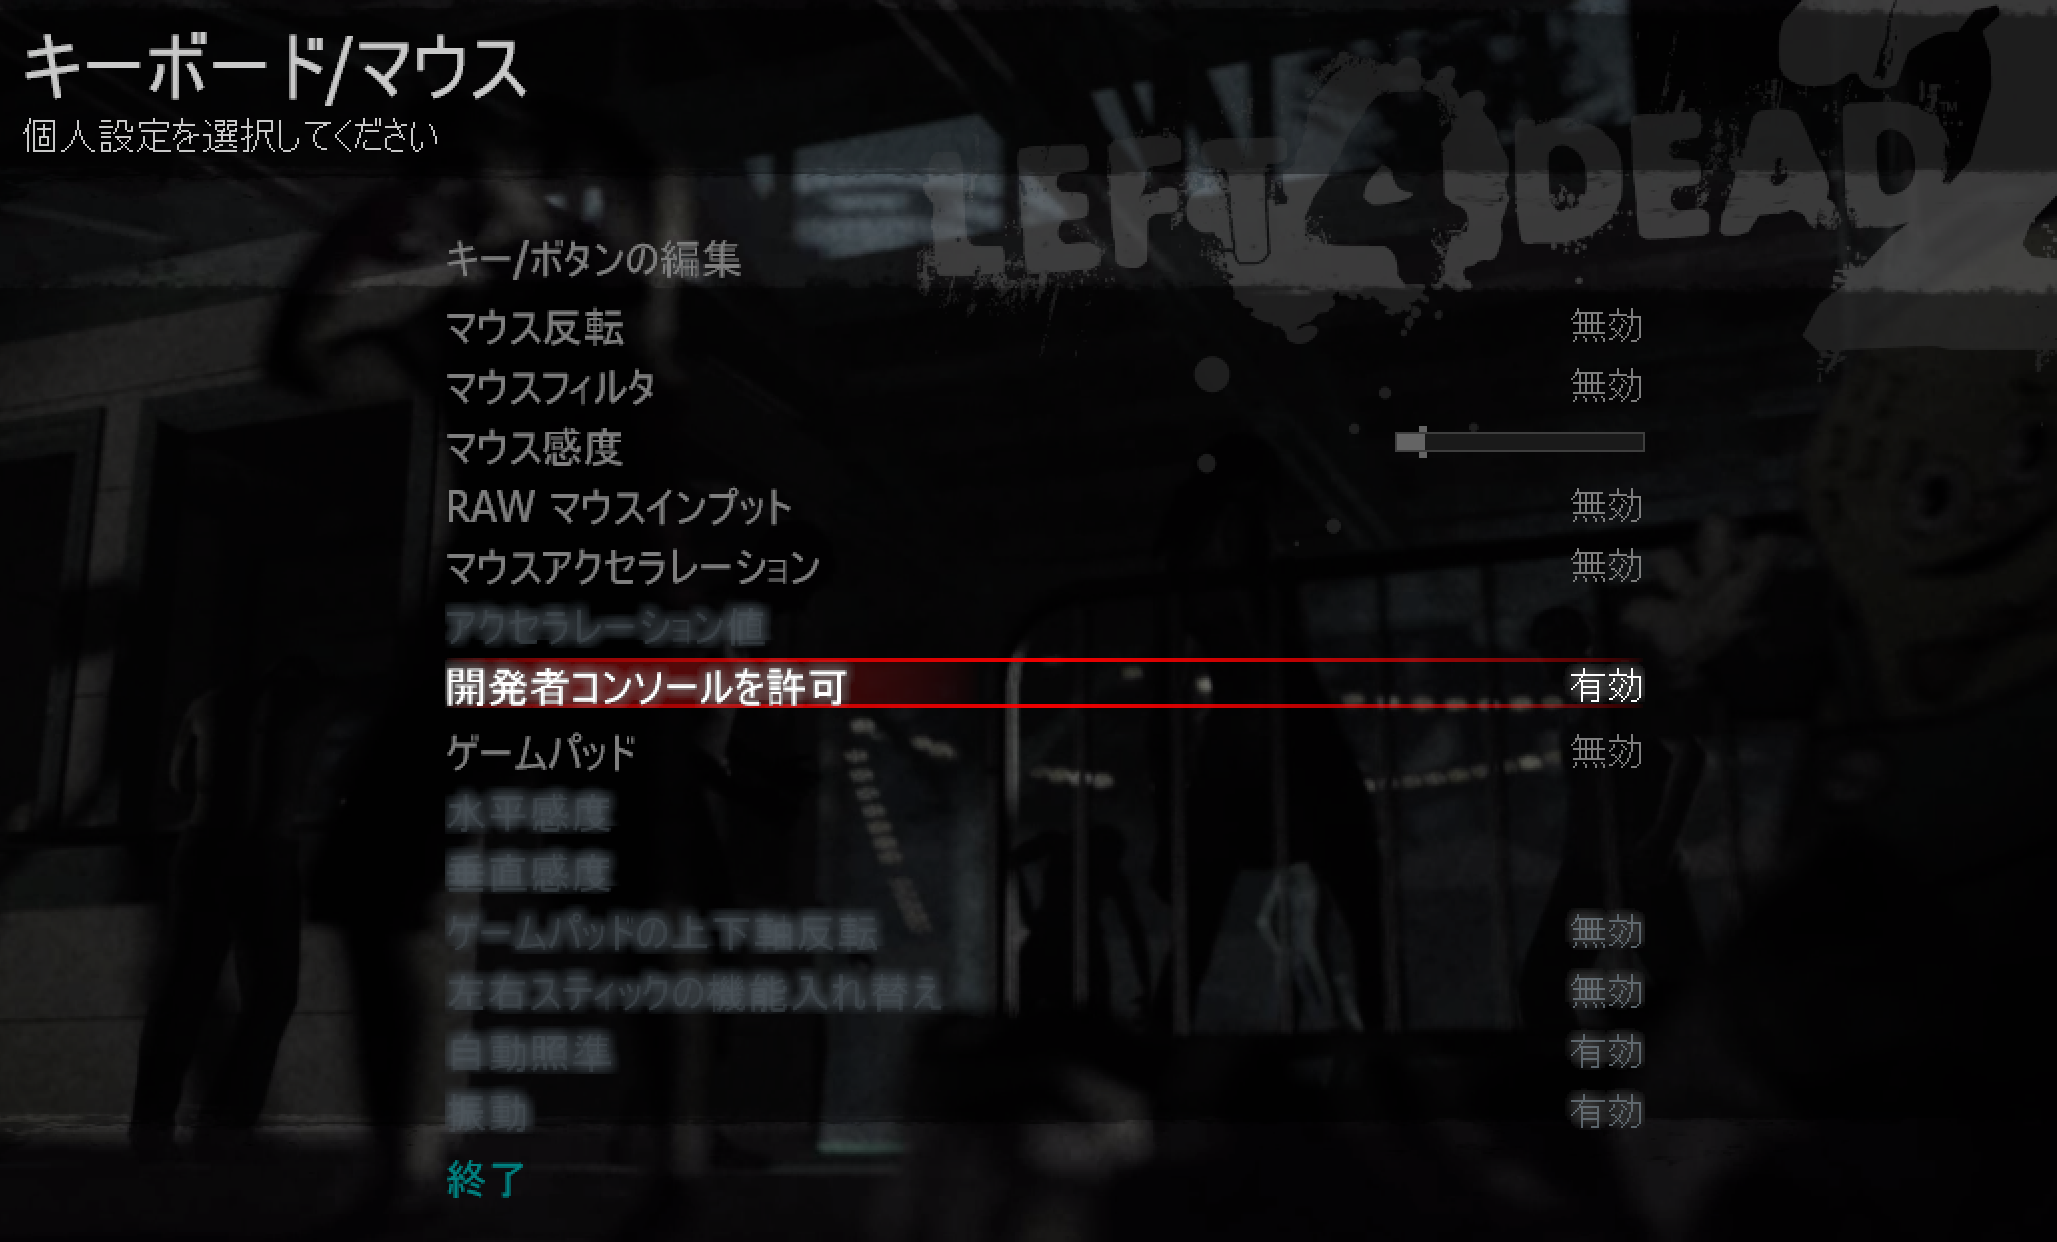 キーボード/マウス
個人設定を選択してください
LEFT 4 DEAD 2 ™
キー/ボタンの編集
マウス反転 無効
マウスフィルタ 無効
マウス感度
RAW マウスインプット 無効
マウスアクセラレーション 無効
アクセラレーション値
開発者コンソールを許可 有効
ゲームパッド 無効
水平感度
垂直感度
ゲームパッドの上下軸反転 無効
左右スティックの機能入れ替え 無効
自動照準 有効
振動 有効
終了